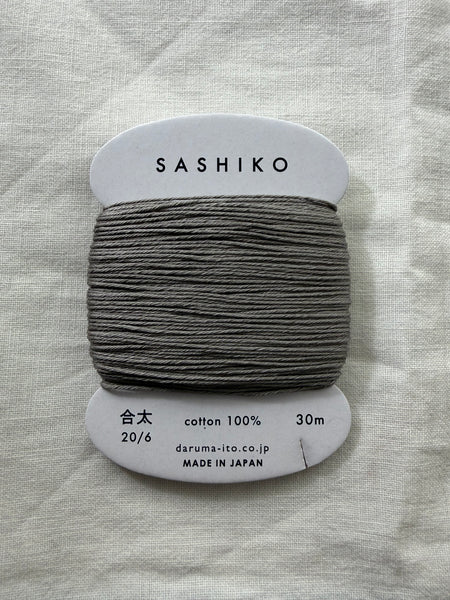 SASHIKO
合太 cotton 100% 30m
20/6
daruma-ito.co.jp
MADE IN JAPAN